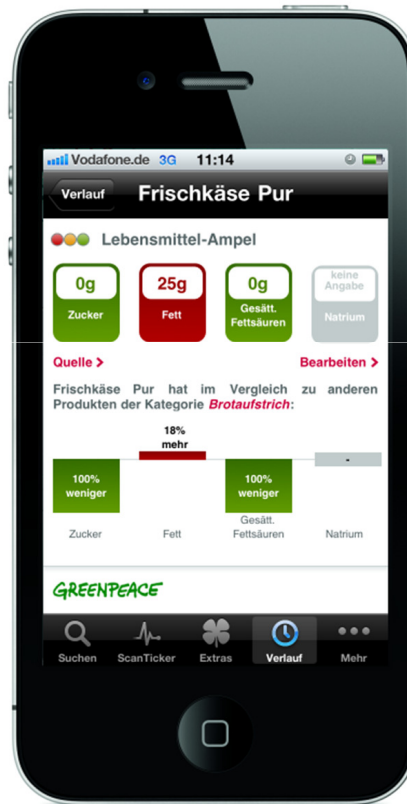 Vodafone.de 3G 11:14
Verlauf Frischkäse Pur
Lebensmittel-Ampel
0g 25g 0g keine Angabe
Zucker Fett Gesätt. Fettsäuren Natrium
Quelle > Bearbeiten >
Frischkäse Pur hat im Vergleich zu anderen
Produkten der Kategorie Brotaufstrich:
18%
mehr
100% weniger 100% weniger -
Zucker Fett Gesätt. Fettsäuren Natrium
GREENPEACE
Suchen ScanTicker Extras Verlauf Mehr